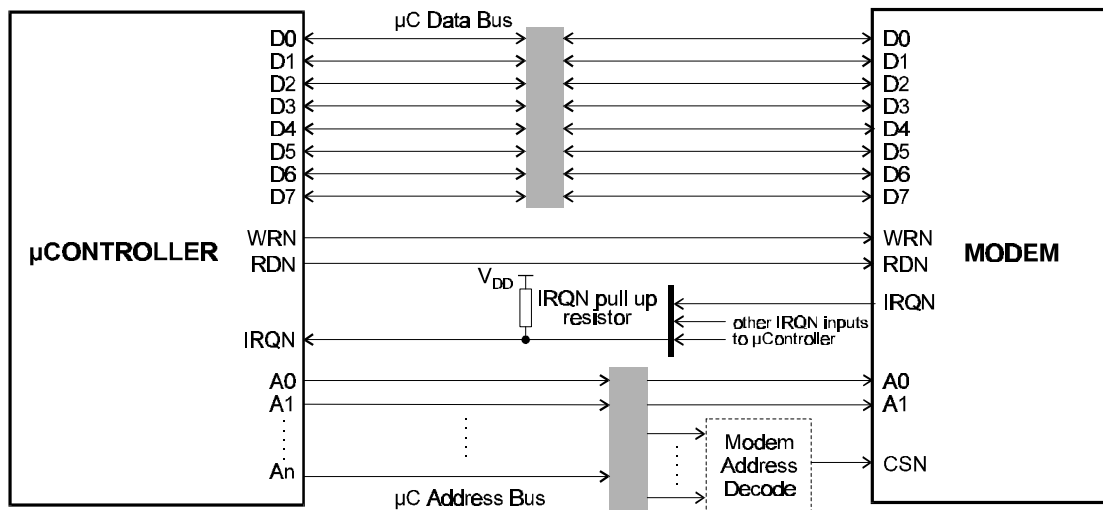 µC Data Bus
D0 D0
D1 D1
D2 D2
D3 D3
D4 D4
D5 D5
D6 D6
D7 D7
µCONTROLLER
MODEM
WRN WRN
RDN RDN
VDD
IRQN pull up
resistor
IRQN
other IRQN inputs
to µController
IRQN
A0 A0
A1 A1
An
Modem
Address
Decode
CSN
µC Address Bus